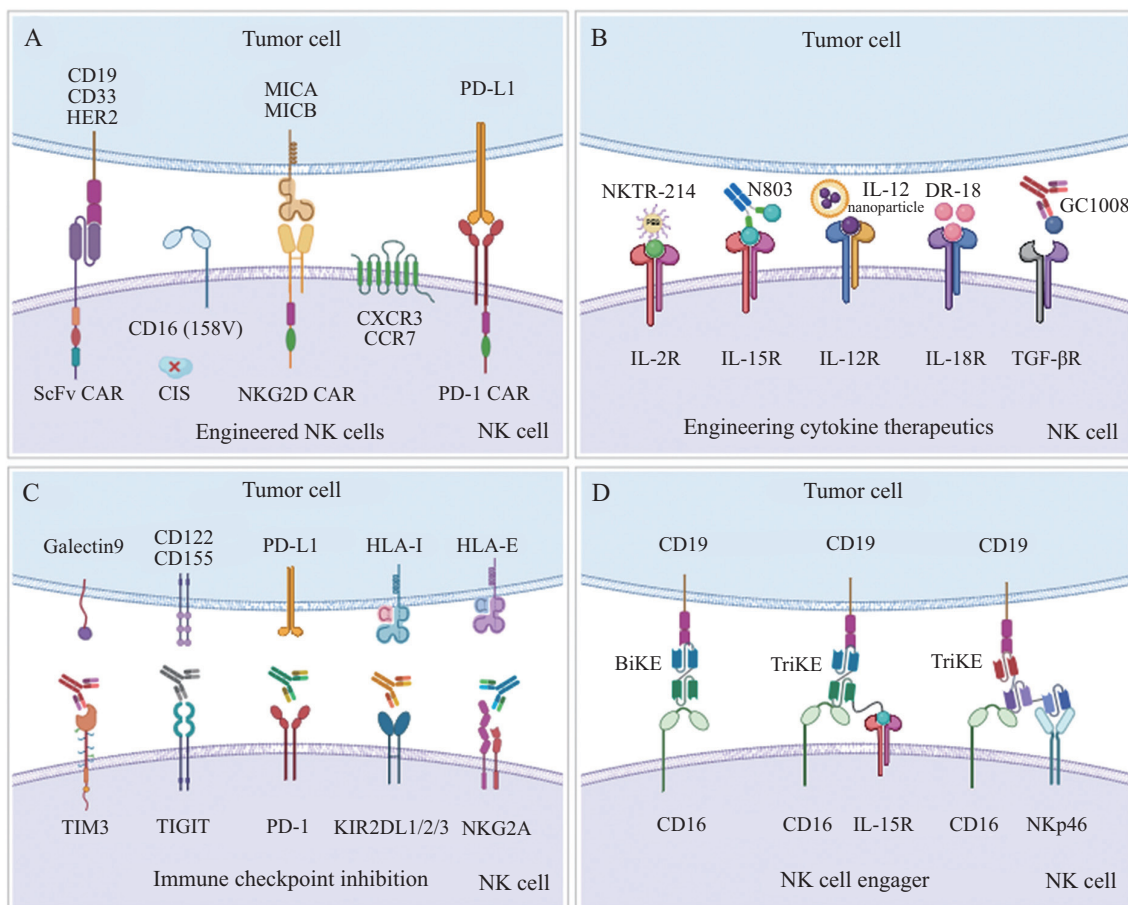 A
Tumor cell
CD19
CD33
HER2
MICA
MICB
PD-L1
CD16 (158V)
CXCR3
CCR7
ScFv CAR
CIS
NKG2D CAR
PD-1 CAR
Engineered NK cells
NK cell
B
Tumor cell
NKTR-214
N803
IL-12
nanoparticle
DR-18
GC1008
IL-2R
IL-15R
IL-12R
IL-18R
TGF-βR
Engineering cytokine therapeutics
NK cell
C
Tumor cell
Galectin9
CD122
CD155
PD-L1
HLA-I
HLA-E
TIM3
TIGIT
PD-1
KIR2DL1/2/3
NKG2A
Immune checkpoint inhibition
NK cell
D
Tumor cell
CD19
CD19
CD19
BiKE
TriKE
TriKE
CD16
CD16
IL-15R
CD16
NKp46
NK cell engager
NK cell